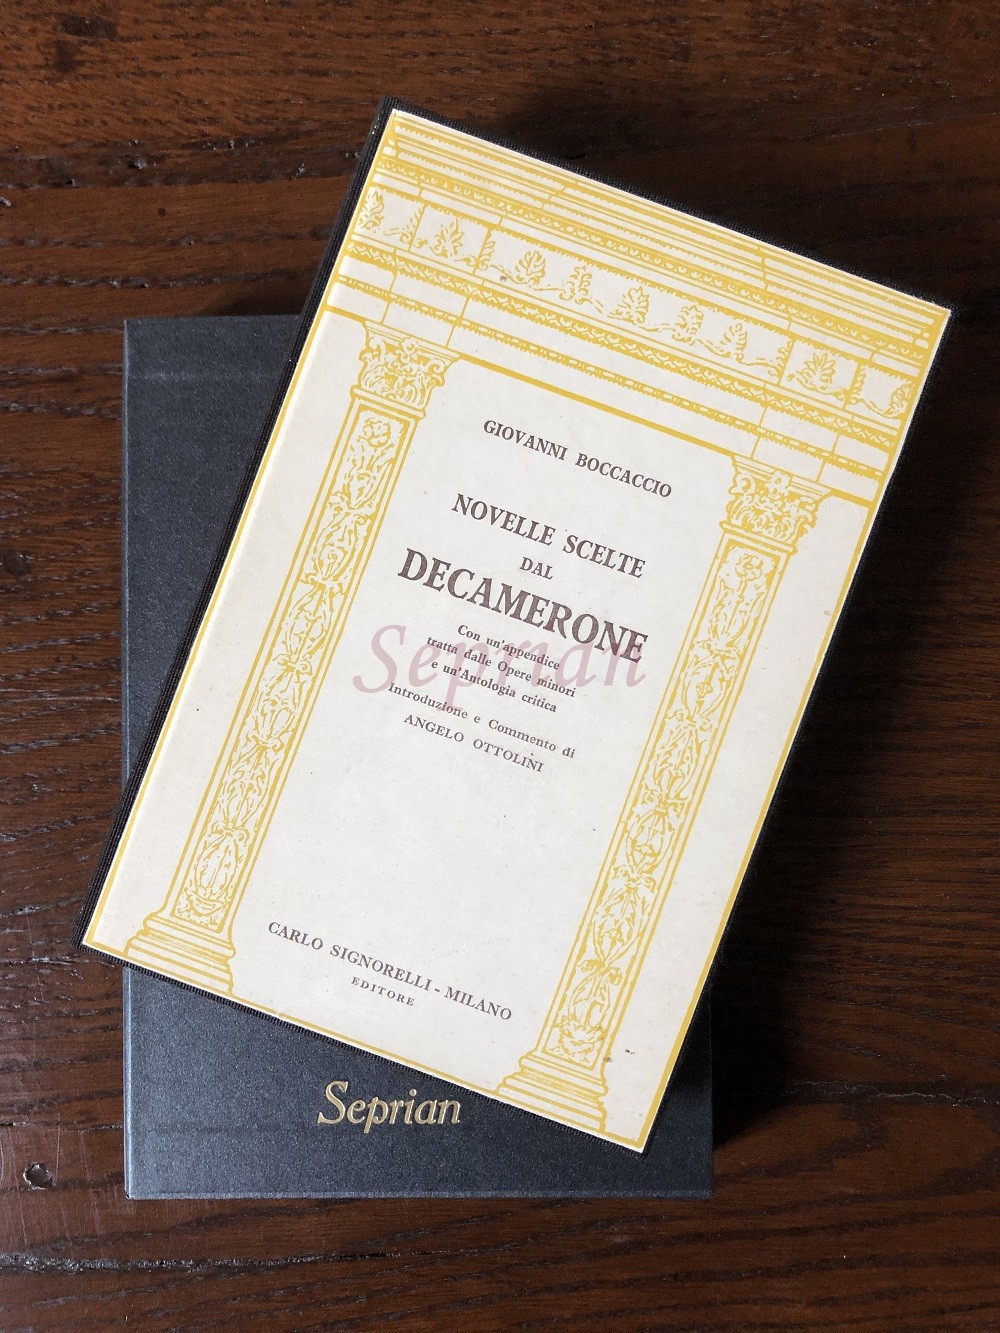 GIOVANNI BOCCACCIO
NOVELLE SCELTE
DAL
DECAMERONE
Con un'appendice
tratta dalle Opere minori
e un'Antologia critica
Introduzione e Commento di
ANGELO OTTOLINI
CARLO SIGNORELLI - MILANO
EDITORE
Seprian
Seprian